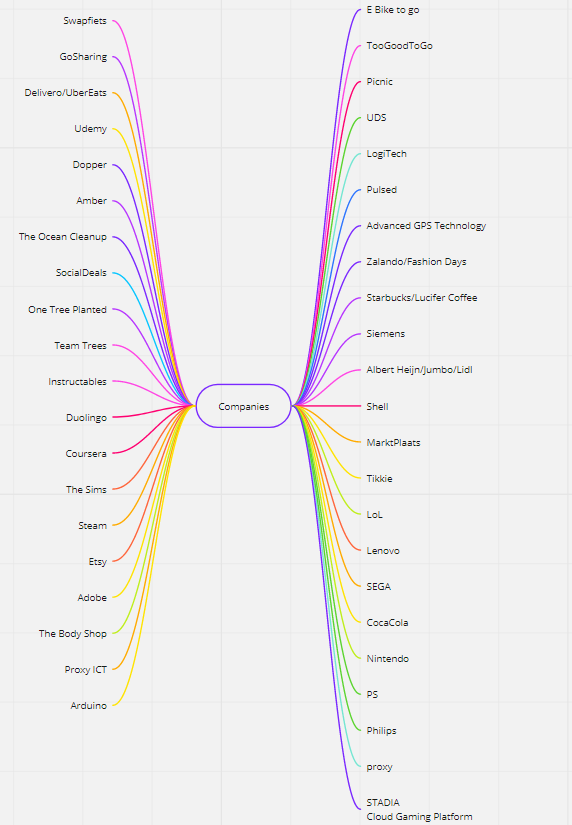 Swapfiets
GoSharing
Delivero/UberEats
Udemy
Dopper
Amber
The Ocean Cleanup
SocialDeals
One Tree Planted
Team Trees
Instructables
Duolingo
Coursera
The Sims
Steam
Etsy
Adobe
The Body Shop
Proxy ICT
Arduino
Companies
E Bike to go
TooGoodToGo
Picnic
UDS
LogiTech
Pulsed
Advanced GPS Technology
Zalando/Fashion Days
Starbucks/Lucifer Coffee
Siemens
Albert Heijn/Jumbo/Lidl
Shell
MarktPlaats
Tikkie
LoL
Lenovo
SEGA
CocaCola
Nintendo
PS
Philips
proxy
STADIA
Cloud Gaming Platform